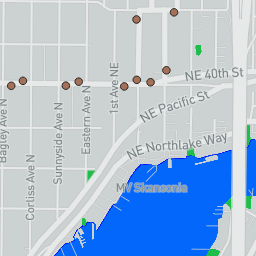 NE 40th St
NE Pacific St
1st Ave NE
Eastern Ave N
Sunnyside Ave N
Bagley Ave N
Corliss Ave N
NE Northlake Way
MV Skansonia